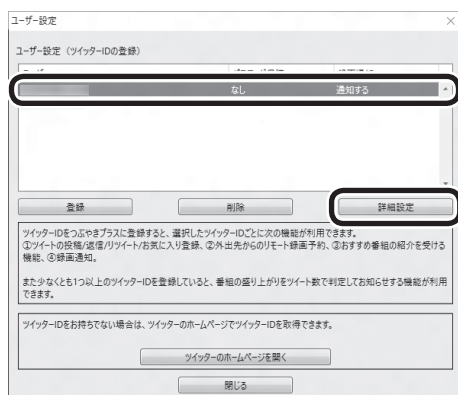 ユーザー設定
ユーザー設定（ツイッターIDの登録）
なし 通知する
登録 削除 詳細設定
ツイッターIDをつぶやきプラスに登録すると、選択したツイッターIDごとに次の機能が利用できます。
①ツイートの投稿/返信/リツイート/お気に入り登録、②外出先からのリモート録画予約、③おすすめ番組の紹介を受ける
機能、④録画通知。
また少なくとも1つ以上のツイッターIDを登録していると、番組の盛り上がりをツイート数で判定してお知らせする機能が利用
できます。
ツイッターIDをお持ちでない場合は、ツイッターのホームページでツイッターIDを取得できます。
ツイッターのホームページを開く
閉じる